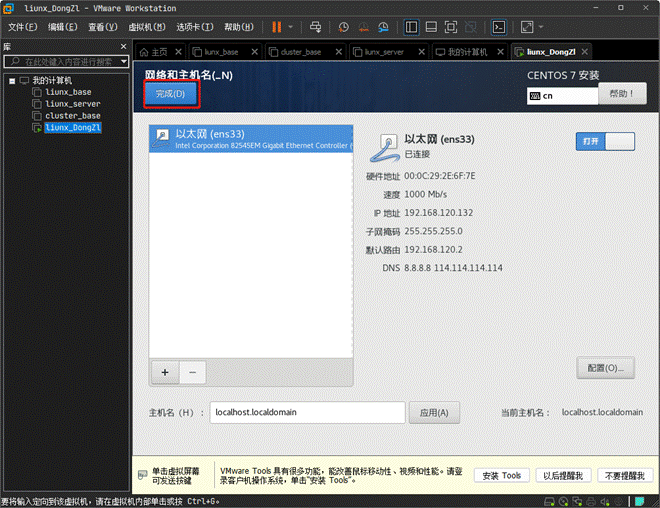 liunx_DongZl - VMware Workstation
文件(F) 编辑(E) 查看(V) 虚拟机(M) 选项卡(T) 帮助(H)
库
在此处键入内容进行搜索
我的计算机
liunx_base
liunx_server
cluster_base
liunx_DongZl
主页 liunx_base cluster_base liunx_server 我的计算机 liunx_DongZl
网络和主机名(_N)
完成(D)
CENTOS 7 安装
cn
帮助！
以太网 (ens33)
Intel Corporation 82545EM Gigabit Ethernet Controller (
以太网 (ens33)
已连接
打开
硬件地址 00:0C:29:2E:6F:7E
速度 1000 Mb/s
IP 地址 192.168.120.132
子网掩码 255.255.255.0
默认路由 192.168.120.2
DNS 8.8.8.8 114.114.114.114
+ −
配置(O)...
主机名（H）： localhost.localdomain 应用(A) 当前主机名： localhost.localdomain
单击虚拟屏幕
可发送按键
VMware Tools 具有很多功能，能改善鼠标移动性、视频和性能。请登
录客户机操作系统，单击“安装 Tools”。
安装 Tools 以后提醒我 不要提醒我
要将输入定向到该虚拟机，请在虚拟机内部单击或按 Ctrl+G。